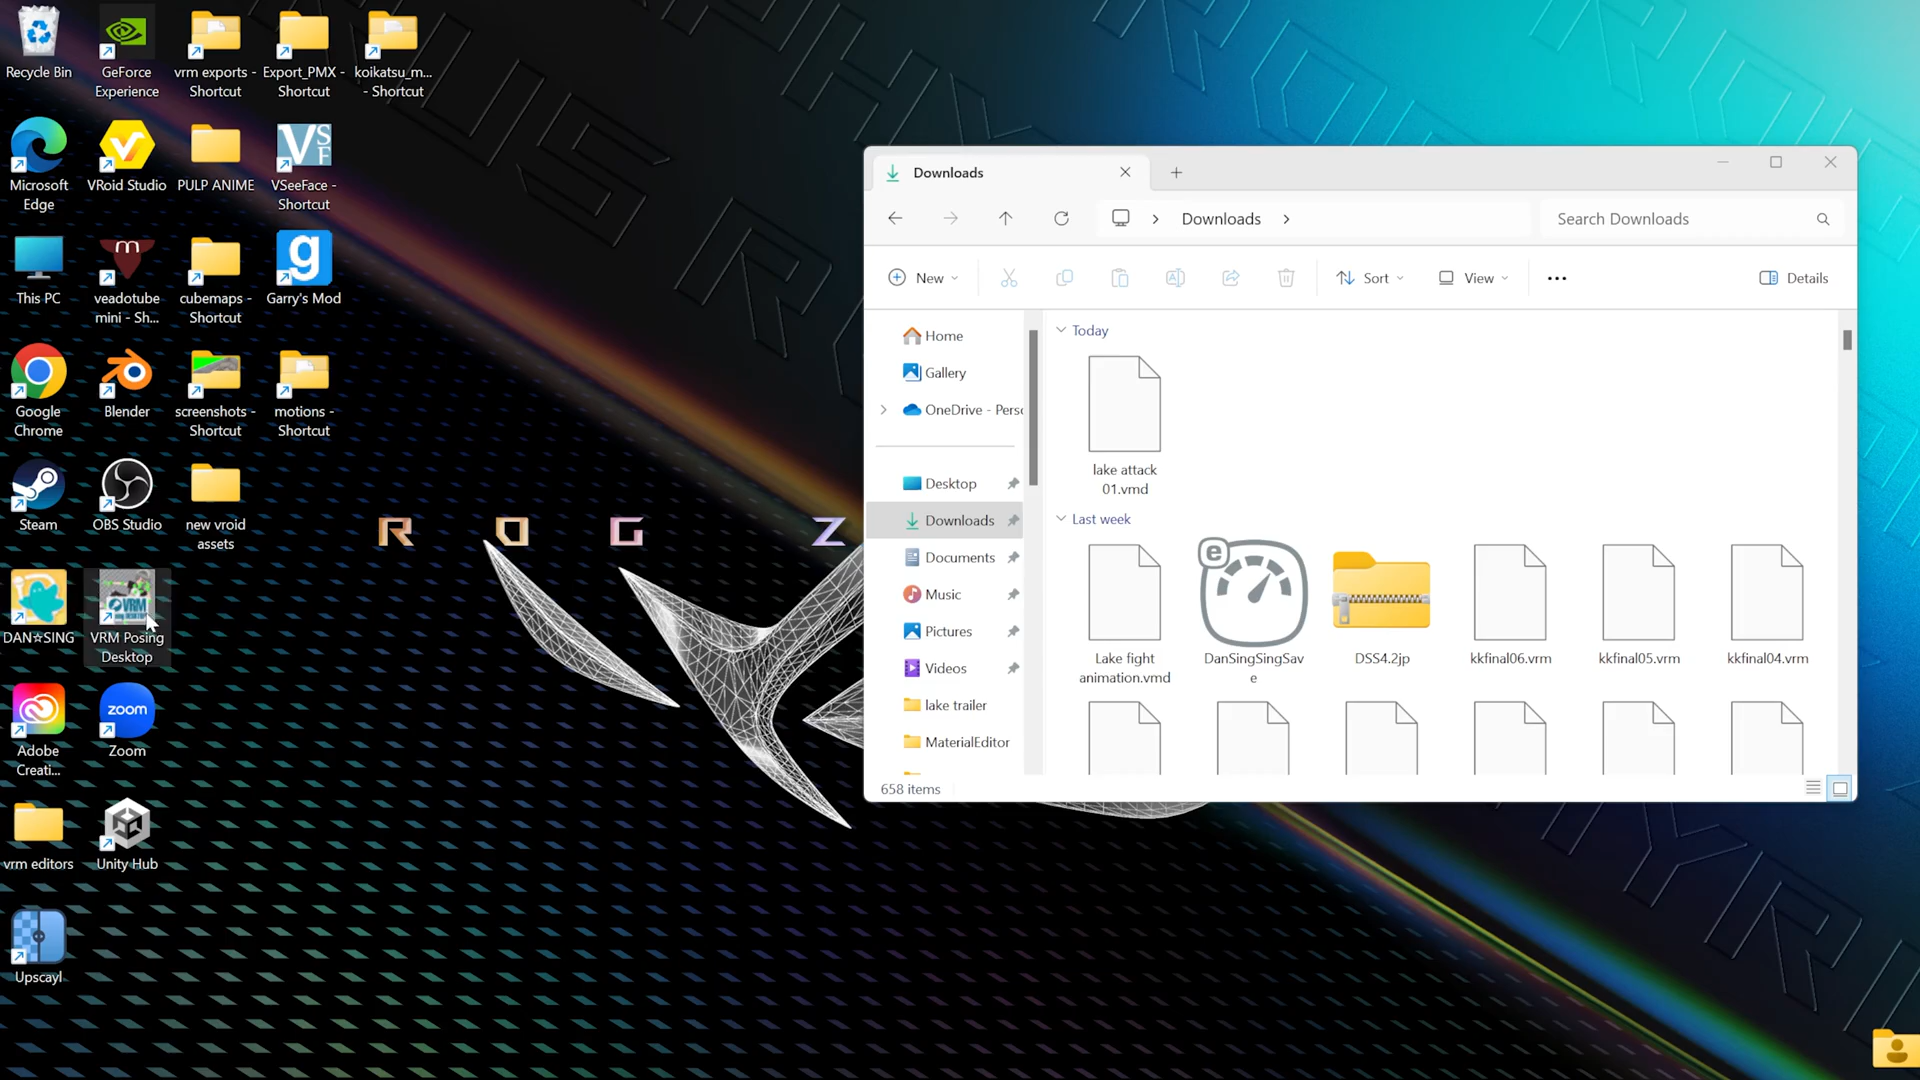 Recycle Bin
GeForce
Experience
vrm exports -
Shortcut
Export_PMX -
Shortcut
koikatsu_m...
- Shortcut
Microsoft
Edge
VRoid Studio
PULP ANIME
VSF
VSeeFace -
Shortcut
This PC
m
veadotube
mini - Sh...
cubemaps -
Shortcut
g
Garry's Mod
Google
Chrome
Blender
screenshots -
Shortcut
motions -
Shortcut
Steam
OBS Studio
new vroid
assets
DAN☆SING
VRM
VRM Posing
Desktop
Adobe
Creati...
zoom
Zoom
vrm editors
Unity Hub
Upscayl
R O G Z
Downloads
Downloads
Search Downloads
New
Sort
View
Details
Home
Gallery
OneDrive - Pers
Desktop
Downloads
Documents
Music
Pictures
Videos
lake trailer
MaterialEditor
Today
lake attack
01.vmd
Last week
Lake fight
animation.vmd
e
DanSingSingSav
e
DSS4.2jp
kkfinal06.vrm
kkfinal05.vrm
kkfinal04.vrm
658 items